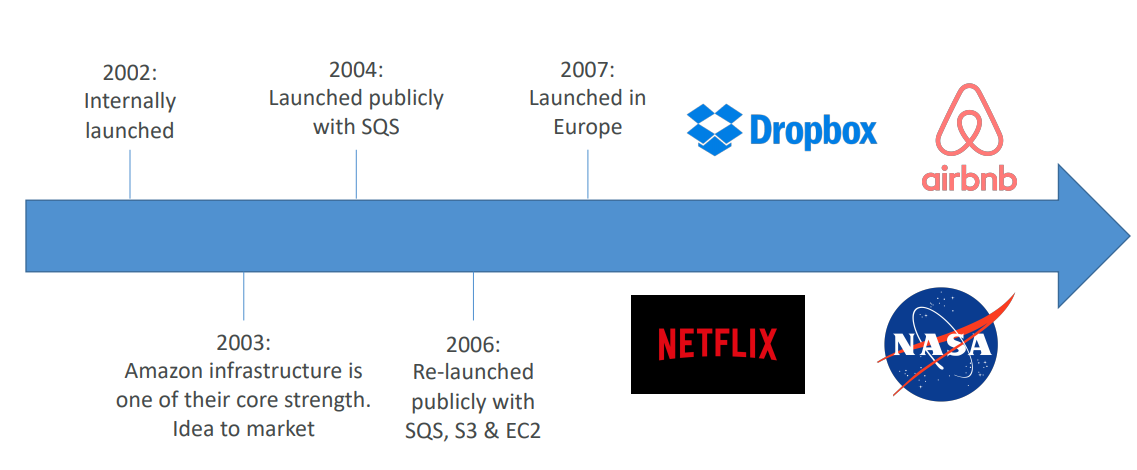 2002:
Internally
launched
2004:
Launched publicly
with SQS
2007:
Launched in
Europe
Dropbox
airbnb
2003:
Amazon infrastructure is
one of their core strength.
Idea to market
2006:
Re-launched
publicly with
SQS, S3 & EC2
NETFLIX
NASA